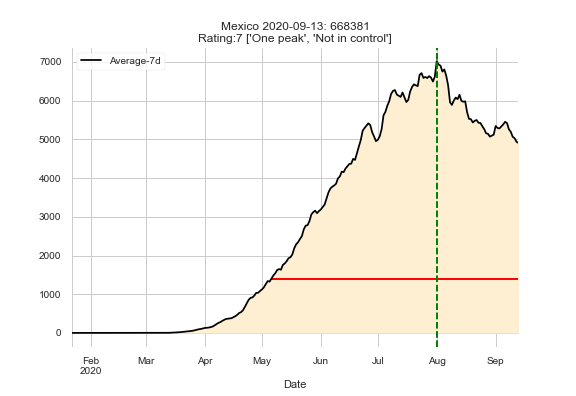 Mexico 2020-09-13: 668381
Rating:7 ['One peak', 'Not in control']
Average-7d
7000
6000
5000
4000
3000
2000
1000
0
Feb Mar Apr May Jun Jul Aug Sep
2020
Date